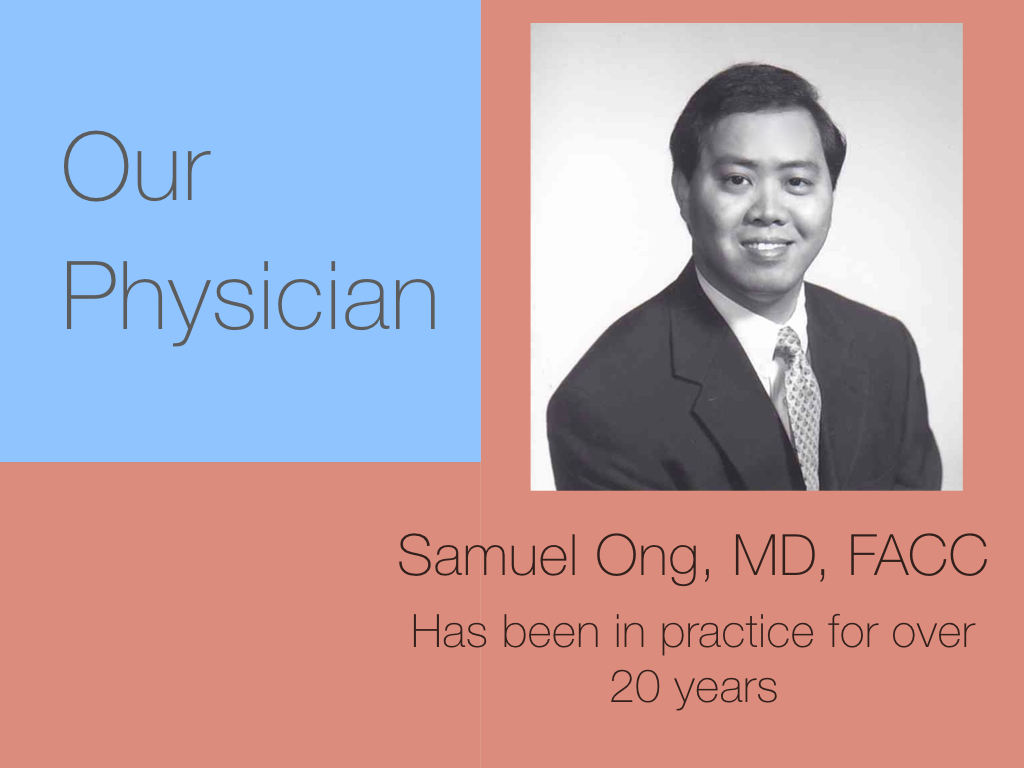 Our
Physician
Samuel Ong, MD, FACC
Has been in practice for over
20 years